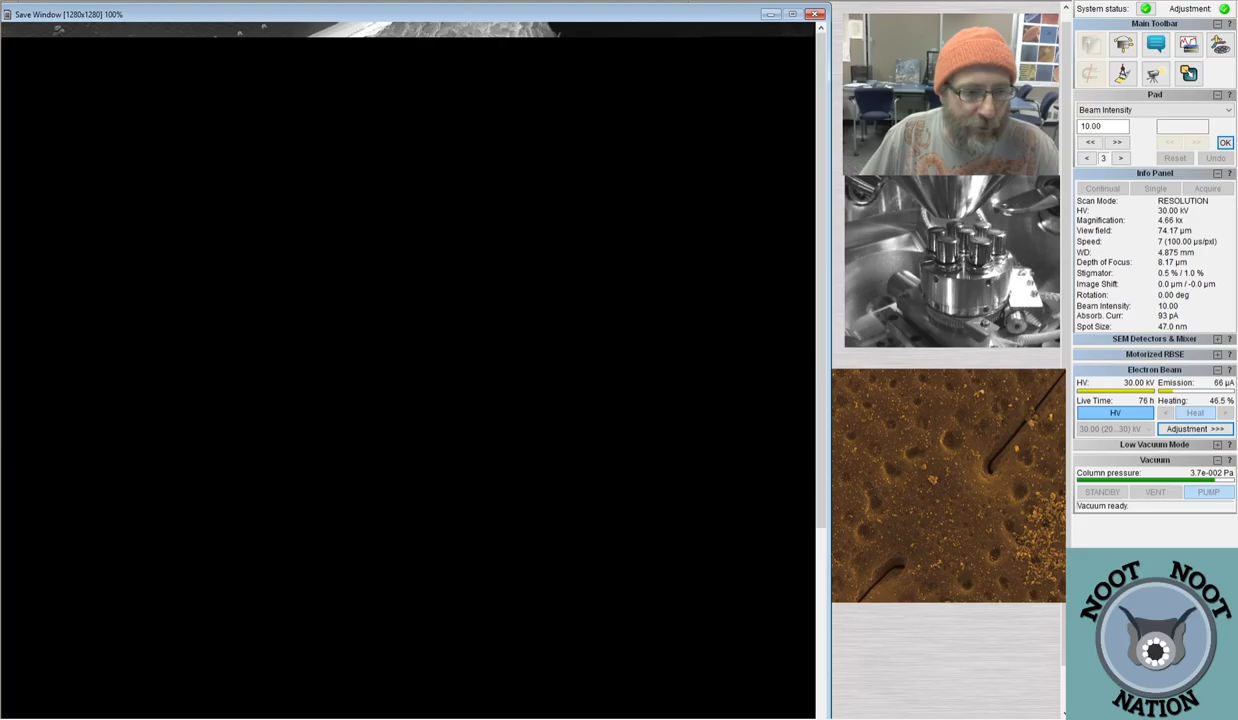 Save Window [1280x1280] 100%
System status:
Adjustment:
Main Toolbar
?
Pad
?
Beam Intensity
10.00
<< >>
<< >>
OK
< 3 >
Reset
Undo
Info Panel
?
Continual
Single
Acquire
Scan Mode: RESOLUTION
HV: 30.00 kV
Magnification: 4.66 kx
View field: 74.17 µm
Speed: 7 (100.00 µs/pxl)
WD: 4.875 mm
Depth of Focus: 8.17 µm
Stigmator: 0.5 % / 1.0 %
Image Shift: 0.0 µm / -0.0 µm
Rotation: 0.00 deg
Beam Intensity: 10.00
Absorb. Curr: 93 pA
Spot Size: 47.0 nm
SEM Detectors & Mixer
?
Motorized RBSE
?
Electron Beam
?
HV: 30.00 kV
Emission: 66 µA
Live Time: 76 h
Heating: 46.5 %
HV
Heat
30.00 (20...30) kV
Adjustment >>>
Low Vacuum Mode
?
Vacuum
?
Column pressure: 3.7e-002 Pa
STANDBY
VENT
PUMP
Vacuum ready.
NOOT NOOT
NATION